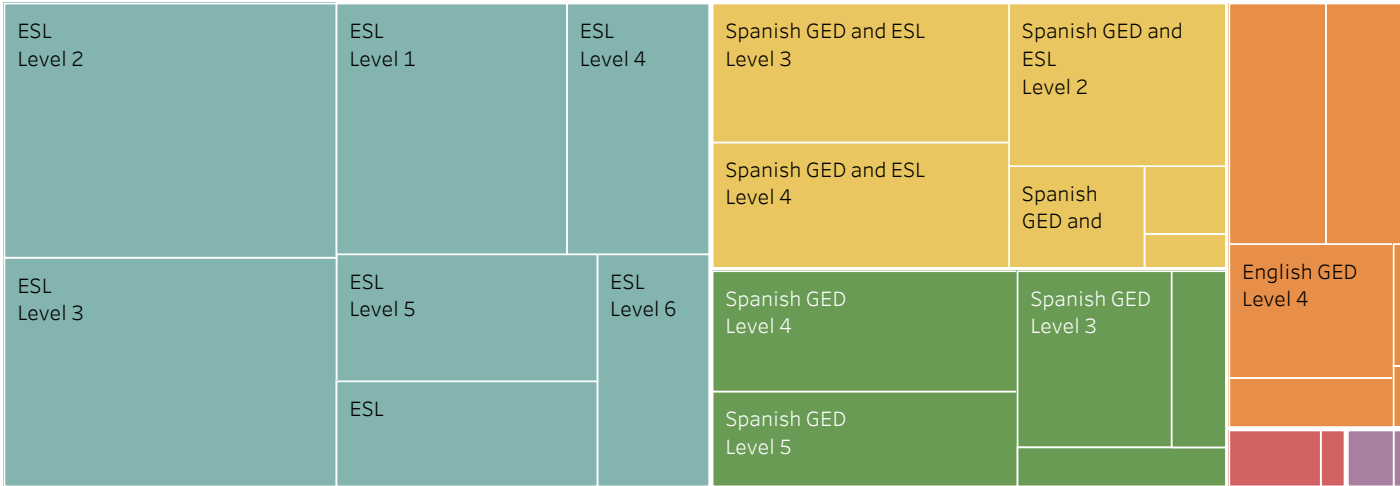 ESL
Level 2
ESL
Level 1
ESL
Level 4
ESL
Level 3
ESL
Level 5
ESL
Level 6
ESL
Spanish GED and ESL
Level 3
Spanish GED and
ESL
Level 2
Spanish GED and ESL
Level 4
Spanish
GED and
Spanish GED
Level 4
Spanish GED
Level 3
Spanish GED
Level 5
English GED
Level 4